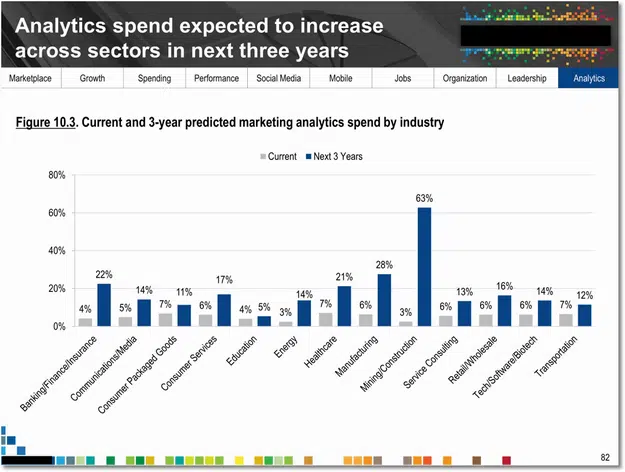 Analytics spend expected to increase
across sectors in next three years
Marketplace Growth Spending Performance Social Media Mobile Jobs Organization Leadership Analytics
Figure 10.3. Current and 3-year predicted marketing analytics spend by industry
Current Next 3 Years
80%
60%
40%
20%
0%
4% 22% 5% 14% 7% 11% 6% 17% 4% 5% 3% 14% 7% 21% 6% 28% 3% 63% 6% 13% 6% 16% 6% 14% 7% 12%
Banking/Finance/Insurance
Communications/Media
Consumer Packaged Goods
Consumer Services
Education
Energy
Healthcare
Manufacturing
Mining/Construction
Service Consulting
Retail/Wholesale
Tech/Software/Biotech
Transportation
82